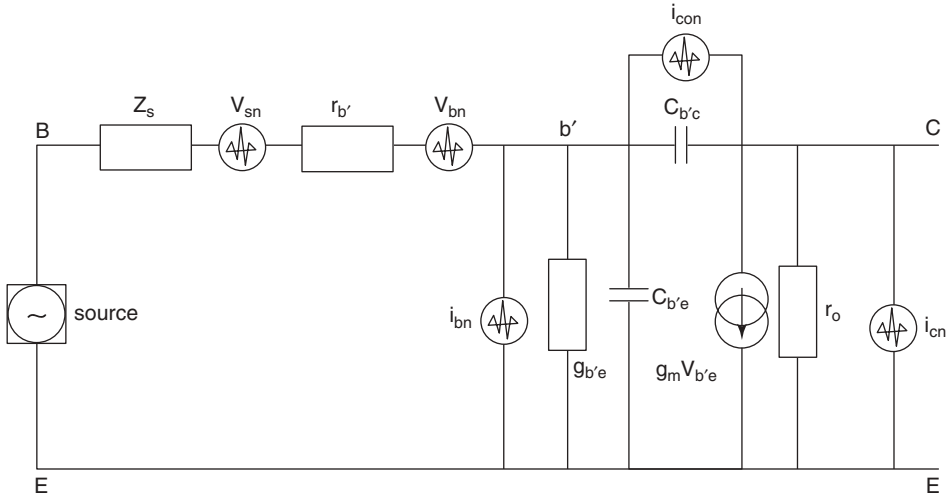 i_con
Z_s
V_sn
r_b′
V_bn
C_b′c
B
b′
C
source
i_bn
g_b′e
C_b′e
g_mV_b′e
r_o
i_cn
E
E